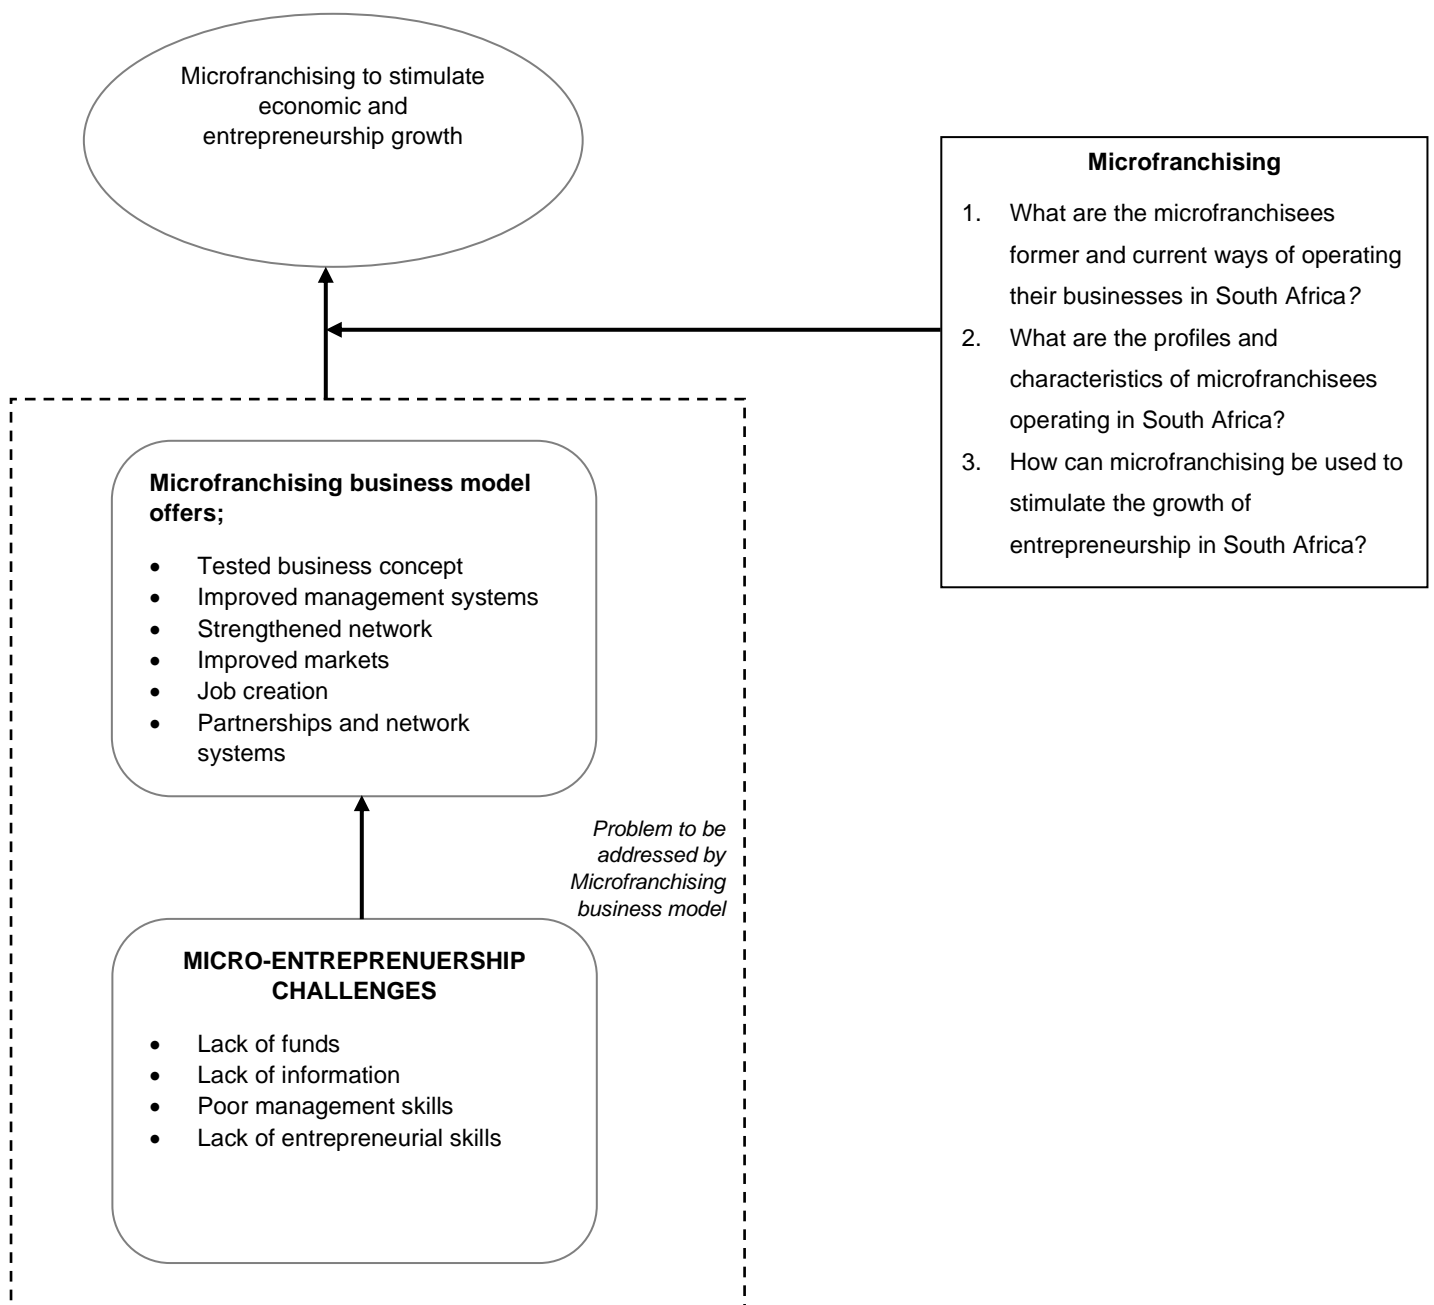 Microfranchising to stimulate
economic and
entrepreneurship growth
Microfranchising
1. What are the microfranchisees
former and current ways of operating
their businesses in South Africa?
2. What are the profiles and
characteristics of microfranchisees
operating in South Africa?
3. How can microfranchising be used to
stimulate the growth of
entrepreneurship in South Africa?
Microfranchising business model
offers;
• Tested business concept
• Improved management systems
• Strengthened network
• Improved markets
• Job creation
• Partnerships and network
systems
Problem to be
addressed by
Microfranchising
business model
MICRO-ENTREPRENUERSHIP
CHALLENGES
• Lack of funds
• Lack of information
• Poor management skills
• Lack of entrepreneurial skills